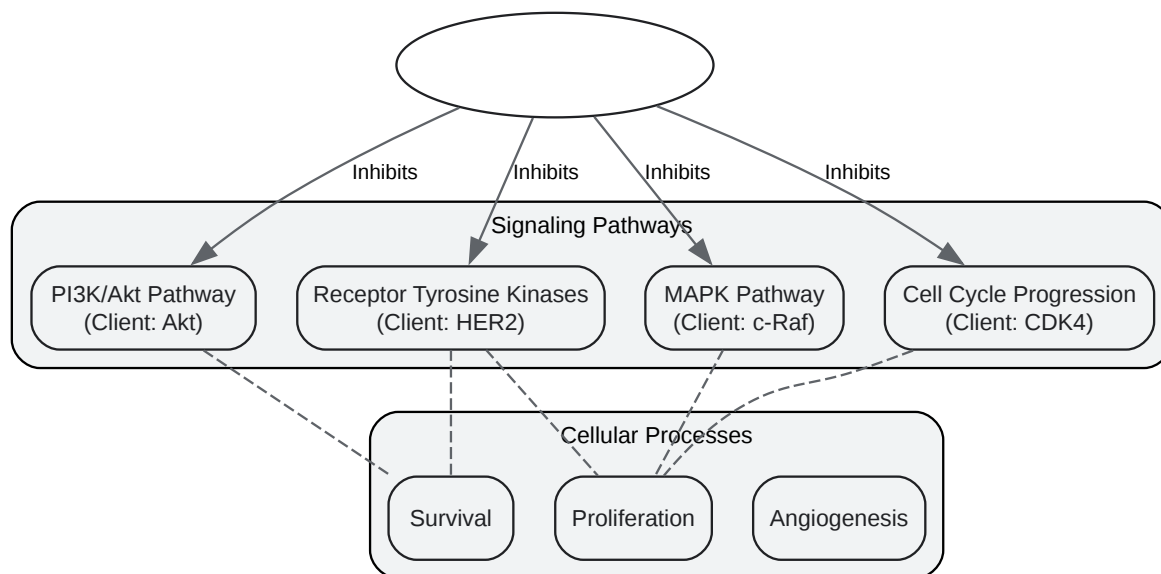 Inhibits Inhibits Inhibits Inhibits
Signaling Pathways
PI3K/Akt Pathway
(Client: Akt)
Receptor Tyrosine Kinases
(Client: HER2)
MAPK Pathway
(Client: c-Raf)
Cell Cycle Progression
(Client: CDK4)
Cellular Processes
Survival
Proliferation
Angiogenesis